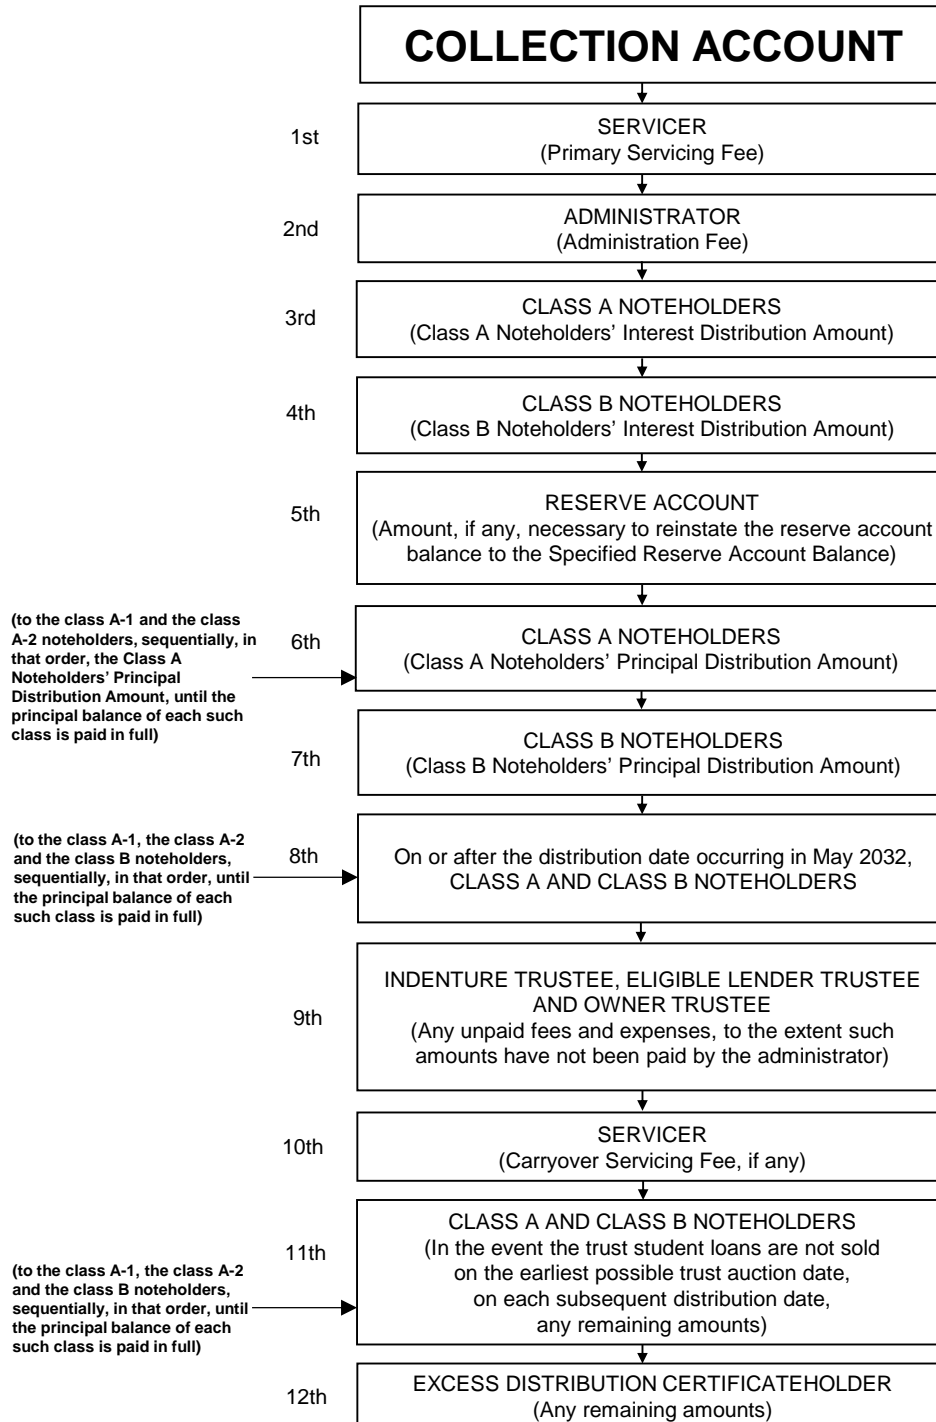 COLLECTION ACCOUNT
1st
SERVICER
(Primary Servicing Fee)
2nd
ADMINISTRATOR
(Administration Fee)
3rd
CLASS A NOTEHOLDERS
(Class A Noteholders’ Interest Distribution Amount)
4th
CLASS B NOTEHOLDERS
(Class B Noteholders’ Interest Distribution Amount)
5th
RESERVE ACCOUNT
(Amount, if any, necessary to reinstate the reserve account
balance to the Specified Reserve Account Balance)
(to the class A-1 and the class
A-2 noteholders, sequentially, in
that order, the Class A
Noteholders’ Principal
Distribution Amount, until the
principal balance of each such
class is paid in full)
6th
CLASS A NOTEHOLDERS
(Class A Noteholders’ Principal Distribution Amount)
7th
CLASS B NOTEHOLDERS
(Class B Noteholders’ Principal Distribution Amount)
(to the class A-1, the class A-2
and the class B noteholders,
sequentially, in that order, until
the principal balance of each
such class is paid in full)
8th
On or after the distribution date occurring in May 2032,
CLASS A AND CLASS B NOTEHOLDERS
9th
INDENTURE TRUSTEE, ELIGIBLE LENDER TRUSTEE
AND OWNER TRUSTEE
(Any unpaid fees and expenses, to the extent such
amounts have not been paid by the administrator)
10th
SERVICER
(Carryover Servicing Fee, if any)
(to the class A-1, the class A-2
and the class B noteholders,
sequentially, in that order, until
the principal balance of each
such class is paid in full)
11th
CLASS A AND CLASS B NOTEHOLDERS
(In the event the trust student loans are not sold
on the earliest possible trust auction date,
on each subsequent distribution date,
any remaining amounts)
12th
EXCESS DISTRIBUTION CERTIFICATEHOLDER
(Any remaining amounts)